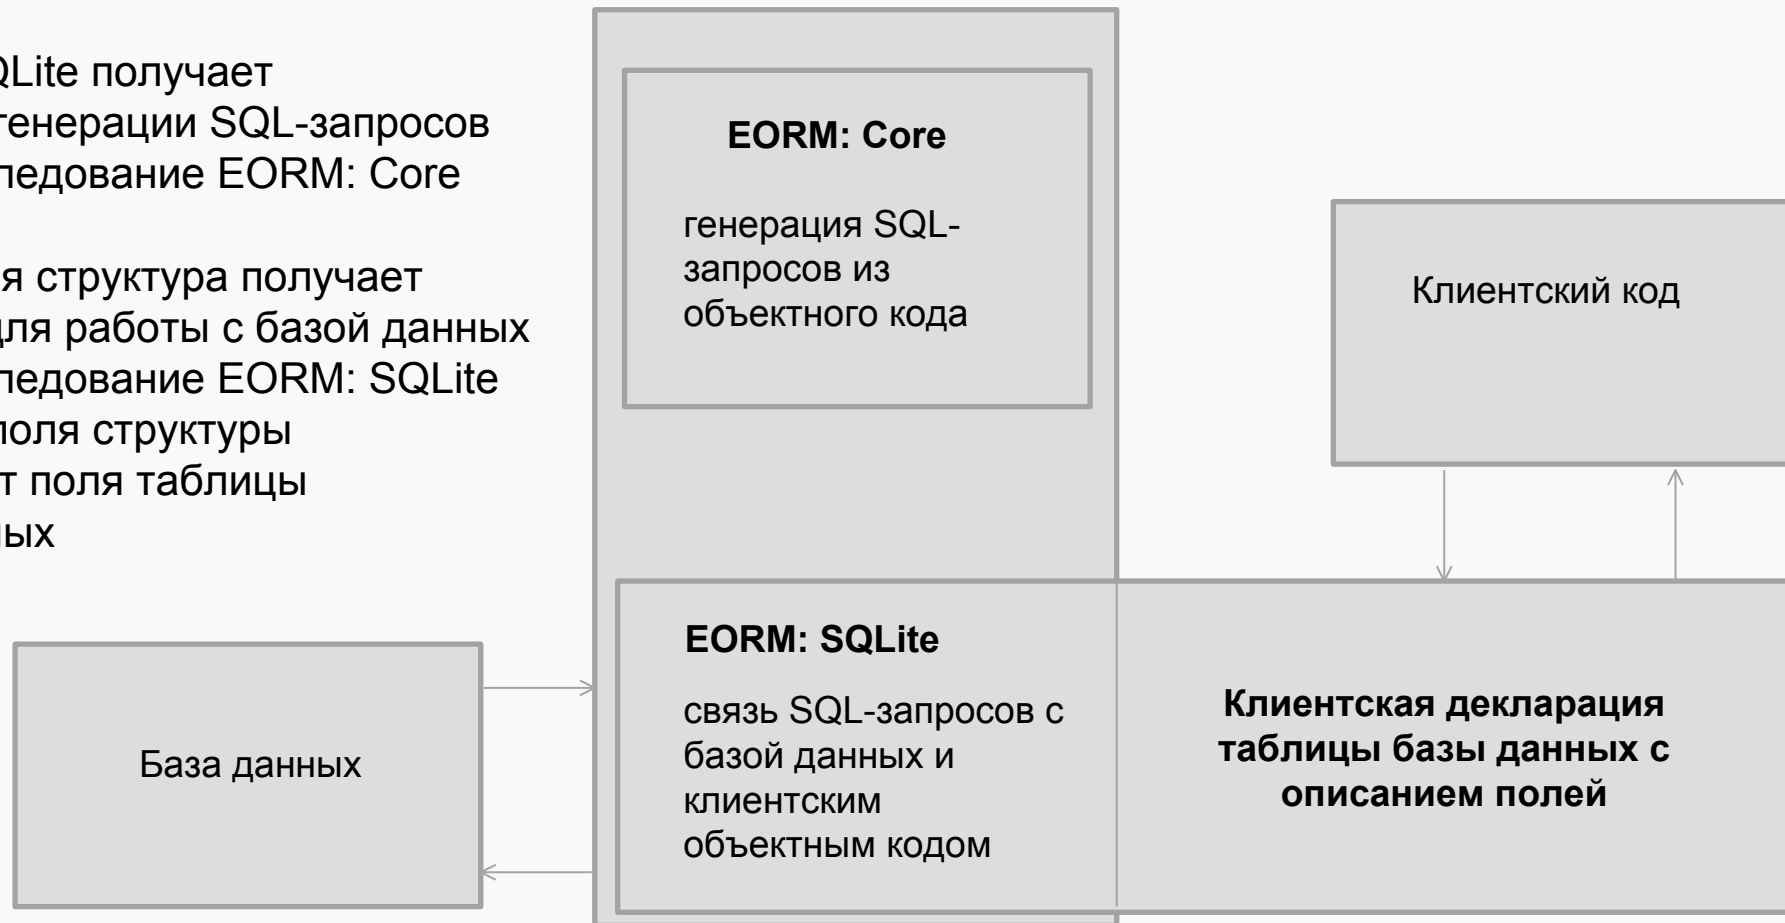 QLite получает
генерации SQL-запросов
ледование EORM: Core
я структура получает
для работы с базой данных
ледование EORM: SQLite
поля структуры
т поля таблицы
ных
EORM: Core
генерация SQL-
запросов из
объектного кода
Клиентский код
EORM: SQLite
связь SQL-запросов с
базой данных и
клиентским
объектным кодом
Клиентская декларация
таблицы базы данных с
описанием полей
База данных